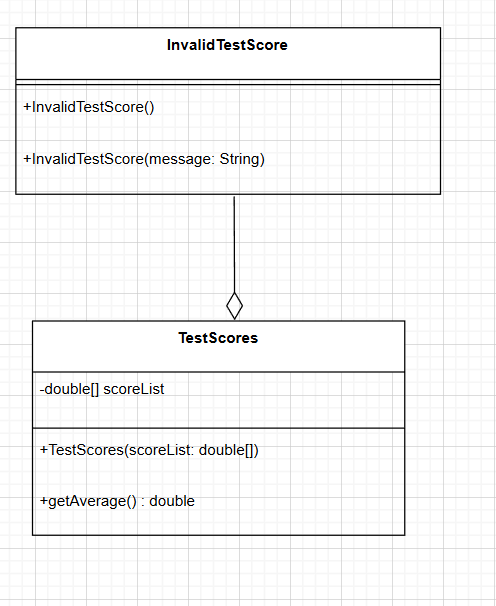 InvalidTestScore
+InvalidTestScore()
+InvalidTestScore(message: String)
TestScores
-double[] scoreList
+TestScores(scoreList: double[])
+getAverage() : double